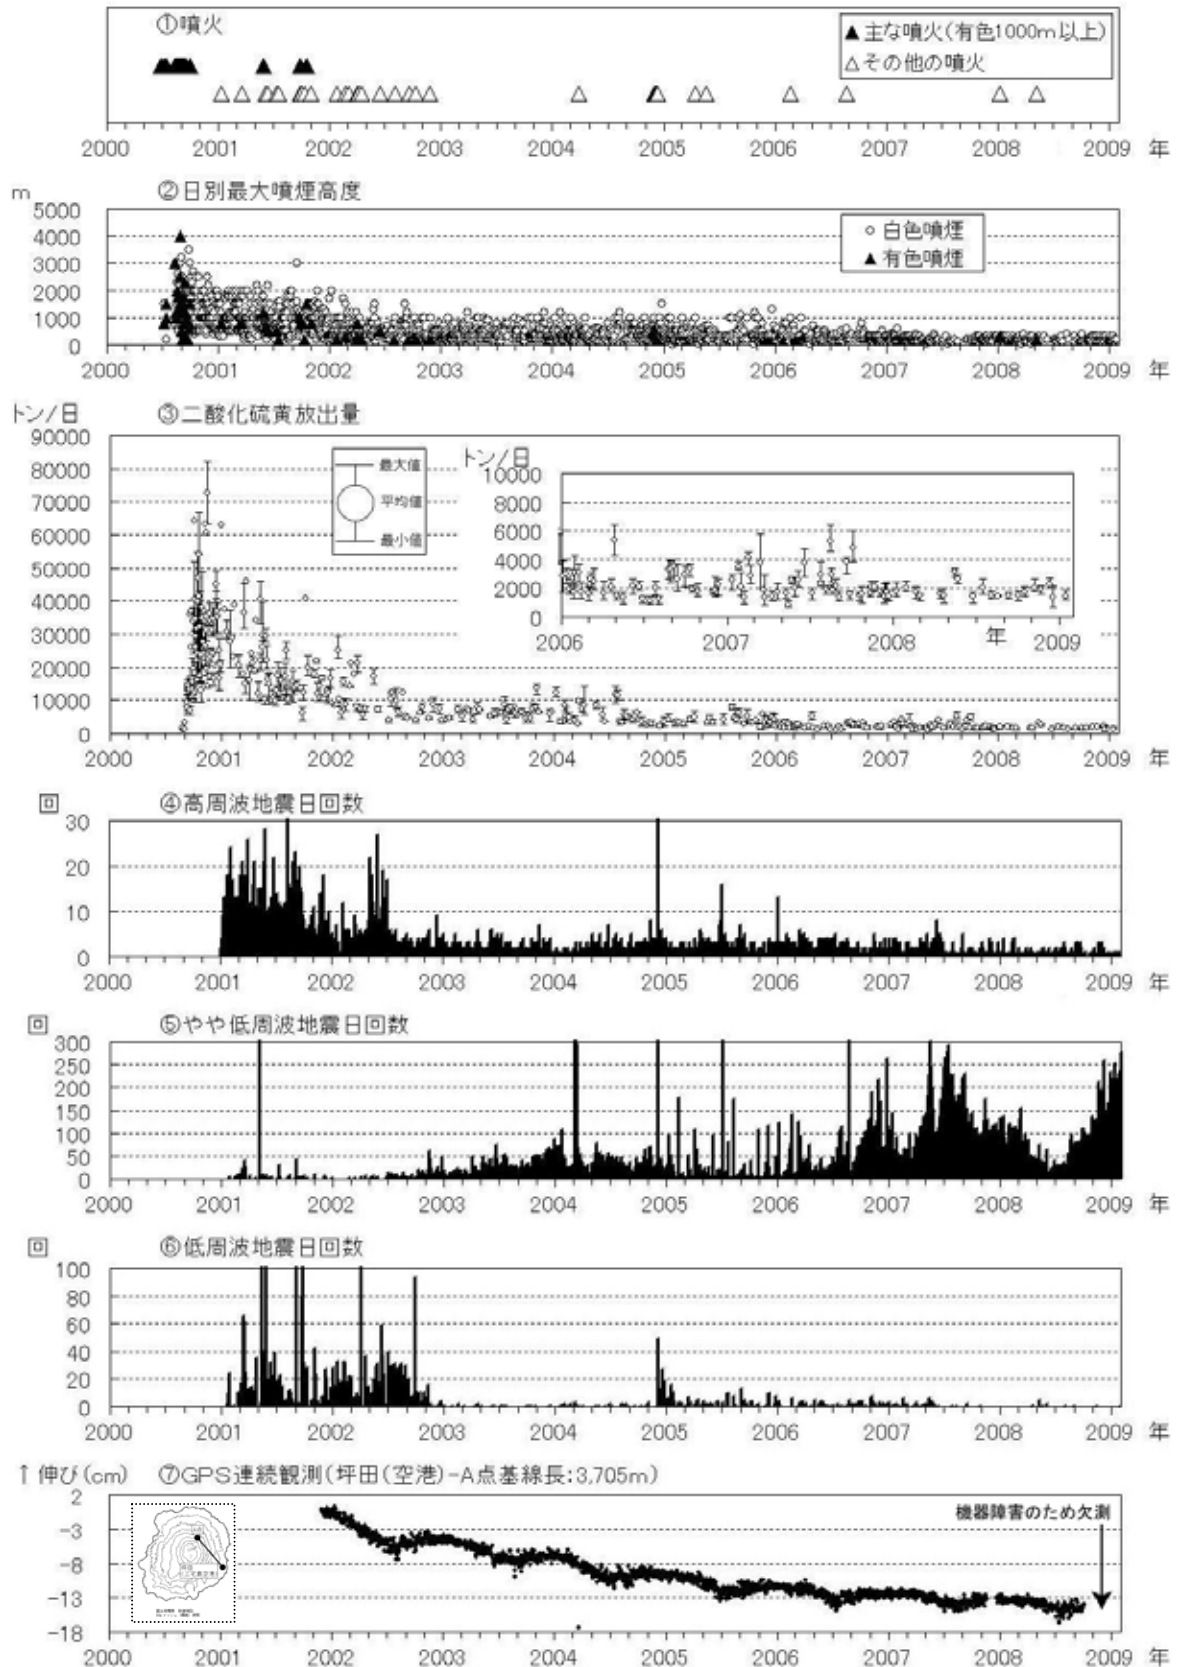 ①噴火
▲主な噴火(有色1000m以上)
△その他の噴火
2000 2001 2002 2003 2004 2005 2006 2007 2008 2009 年
m ②日別最大噴煙高度
5000
4000
3000
2000
1000
0
○ 白色噴煙
▲ 有色噴煙
2000 2001 2002 2003 2004 2005 2006 2007 2008 2009 年
トン/日 ③二酸化硫黄放出量
90000
80000
70000
60000
50000
40000
30000
20000
10000
0
最大値
平均値
最小値
トン/日
10000
8000
6000
4000
2000
0
2006 2007 2008 2009
年
2000 2001 2002 2003 2004 2005 2006 2007 2008 2009 年
回 ④高周波地震日回数
30
20
10
0
2000 2001 2002 2003 2004 2005 2006 2007 2008 2009 年
回 ⑤やや低周波地震日回数
300
250
200
150
100
50
0
2000 2001 2002 2003 2004 2005 2006 2007 2008 2009 年
回 ⑥低周波地震日回数
100
80
60
40
20
0
2000 2001 2002 2003 2004 2005 2006 2007 2008 2009 年
↑伸び(cm) ⑦GPS連続観測(坪田(空港)-A点基線長:3,705m)
2
-3
-8
-13
-18
機器障害のため欠測
2000 2001 2002 2003 2004 2005 2006 2007 2008 2009 年